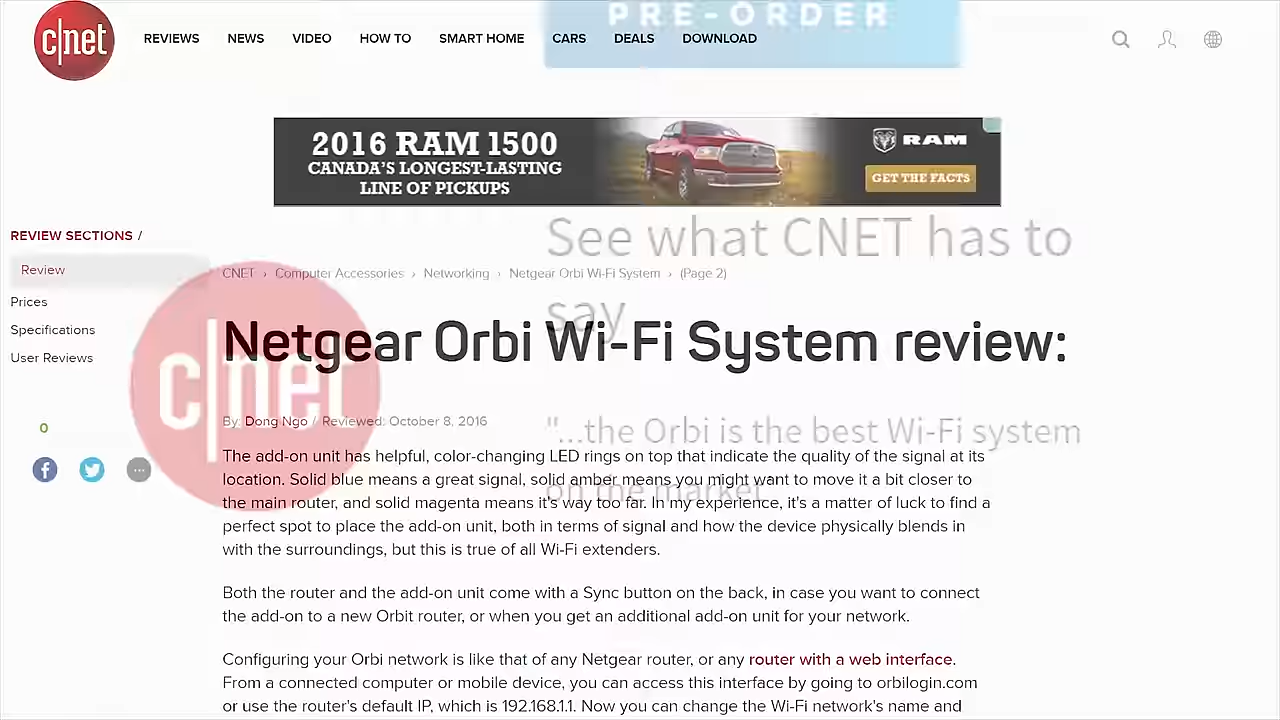 PRE-ORDER
c|net
REVIEWS NEWS VIDEO HOW TO SMART HOME CARS DEALS DOWNLOAD
2016 RAM 1500
CANADA'S LONGEST-LASTING
LINE OF PICKUPS
RAM
GET THE FACTS
See what CNET has to
say
"...the Orbi is the best Wi-Fi system
on the market
c|net
REVIEW SECTIONS /
Review
Prices
Specifications
User Reviews
0
CNET › Computer Accessories › Networking › Netgear Orbi Wi-Fi System › (Page 2)
Netgear Orbi Wi-Fi System review:
By: Dong Ngo / Reviewed: October 8, 2016
The add-on unit has helpful, color-changing LED rings on top that indicate the quality of the signal at its
location. Solid blue means a great signal, solid amber means you might want to move it a bit closer to
the main router, and solid magenta means it's way too far. In my experience, it's a matter of luck to find a
perfect spot to place the add-on unit, both in terms of signal and how the device physically blends in
with the surroundings, but this is true of all Wi-Fi extenders.
Both the router and the add-on unit come with a Sync button on the back, in case you want to connect
the add-on to a new Orbit router, or when you get an additional add-on unit for your network.
Configuring your Orbi network is like that of any Netgear router, or any router with a web interface.
From a connected computer or mobile device, you can access this interface by going to orbilogin.com
or use the router's default IP, which is 192.168.1.1. Now you can change the Wi-Fi network's name and